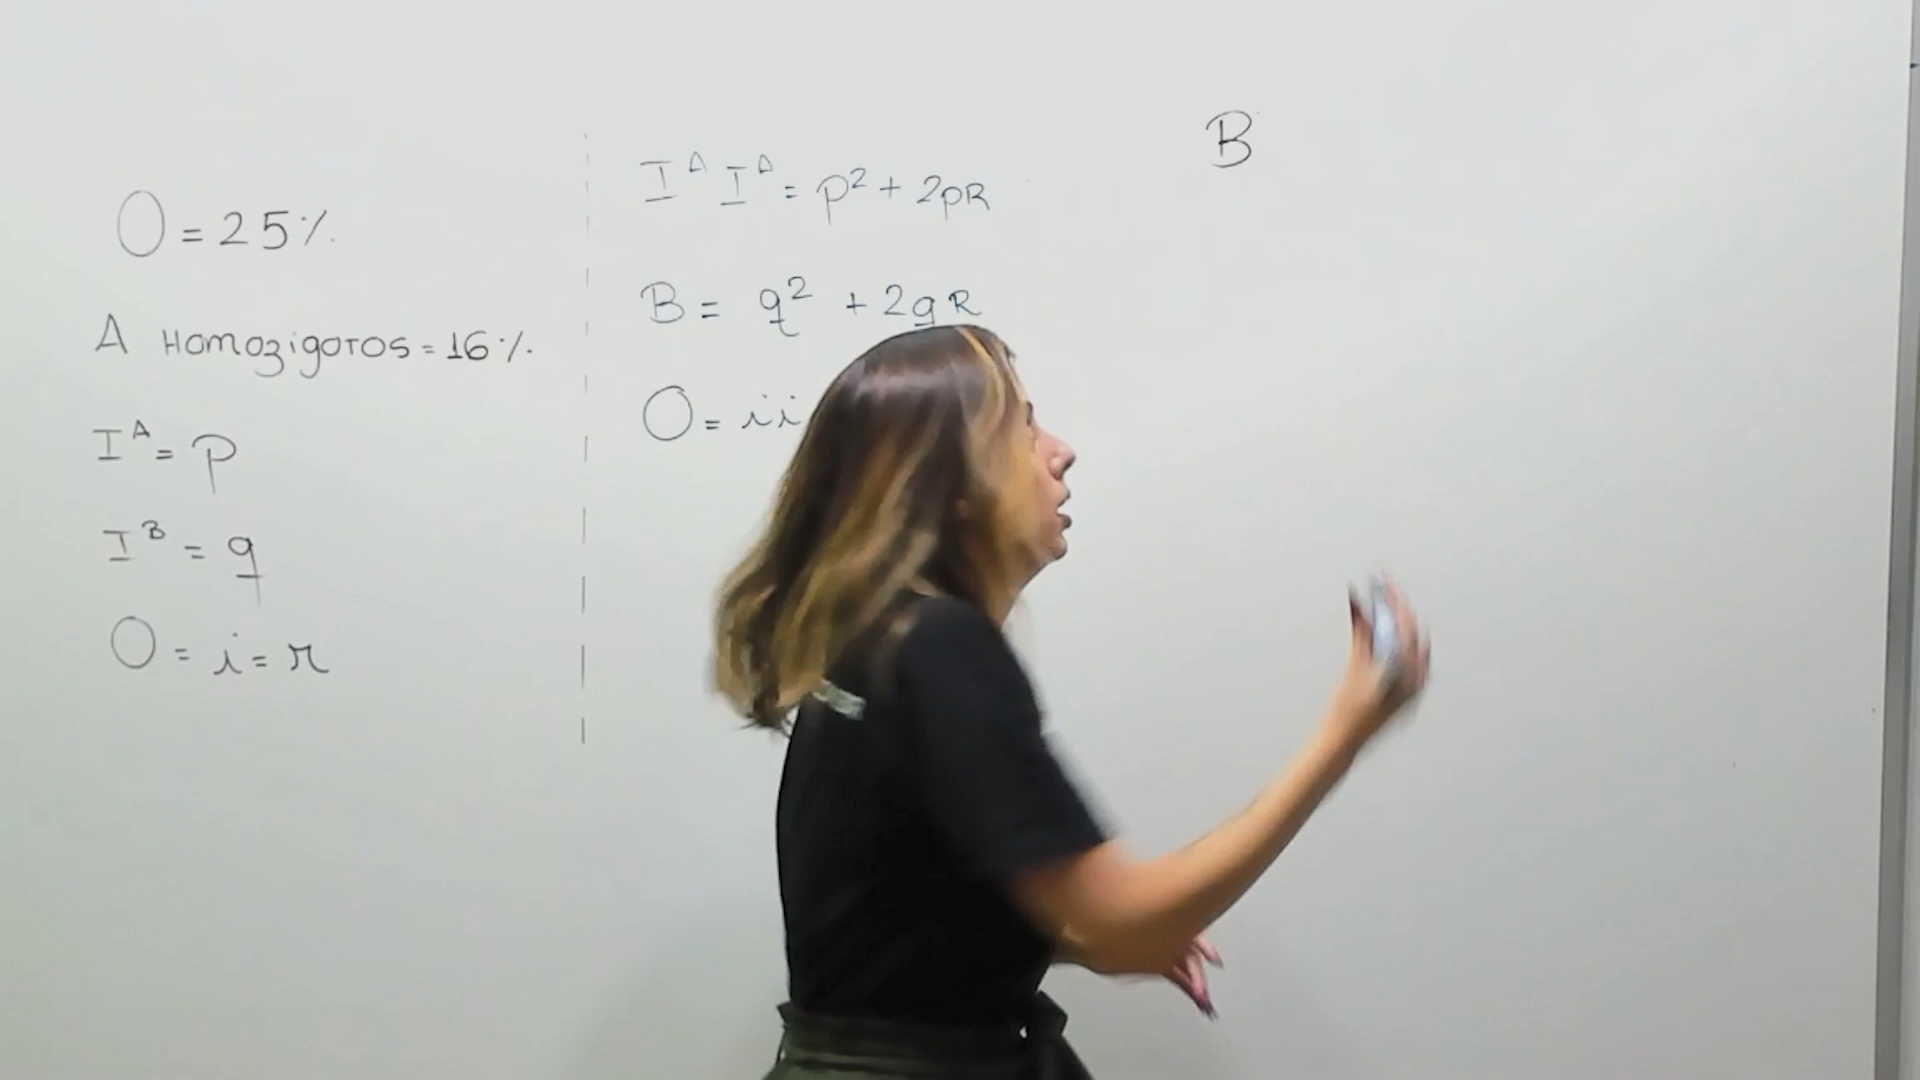 O = 25%
A Homozigotos = 16%
I^A = p
I^B = q
O = i = r
I^A I^A = p² + 2pR
B = q² + 2qR
O = ii
B